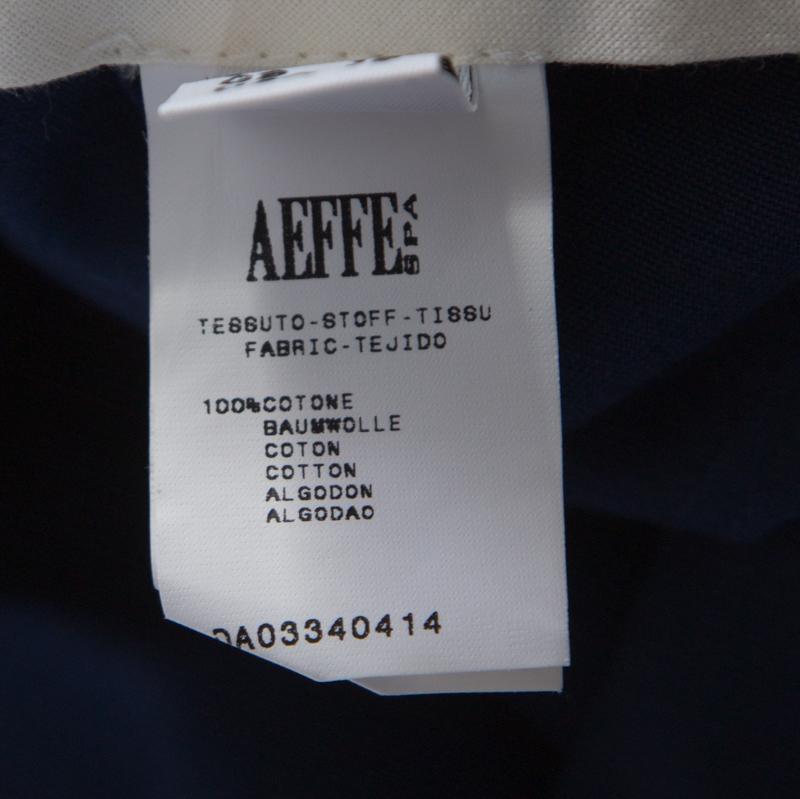 AEFFE SPA
TESSUTO-STOFF-TISSU
FABRIC-TEJIDO
100%COTONE
BAUMWOLLE
COTON
COTTON
ALGODON
ALGODAO
DA03340414